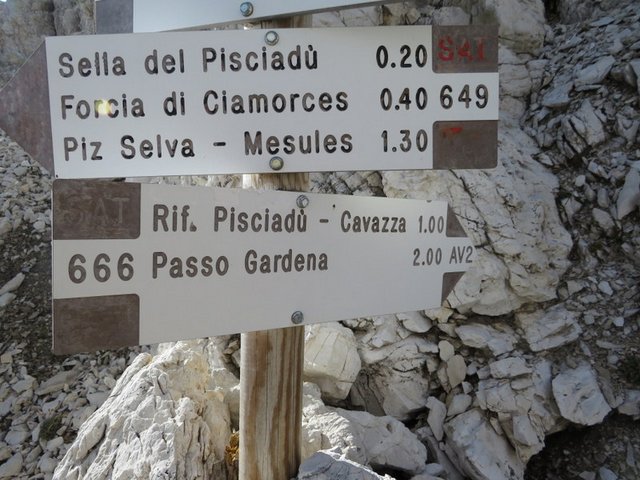 Sella del Pisciadù 0.20 SAT
Forcia di Ciamorces 0.40 649
Piz Selva - Mesules 1.30
SAT Rif. Pisciadù - Cavazza 1.00
666 Passo Gardena 2.00 AV2